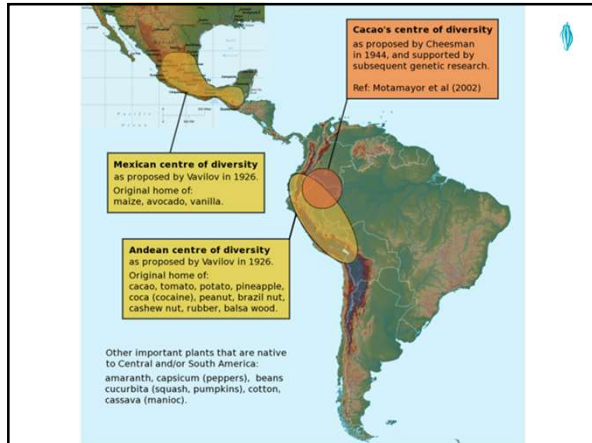 Cacao's centre of diversity
as proposed by Cheesman
in 1944, and supported by
subsequent genetic research.
Ref: Motamayor et al (2002)
Mexican centre of diversity
as proposed by Vavilov in 1926.
Original home of:
maize, avocado, vanilla.
Andean centre of diversity
as proposed by Vavilov in 1926.
Original home of:
cacao, tomato, potato, pineapple,
coca (cocaine), peanut, brazil nut,
cashew nut, rubber, balsa wood.
Other important plants that are native
to Central and/or South America:
amaranth, capsicum (peppers), beans
cucurbita (squash, pumpkins), cotton,
cassava (manioc).